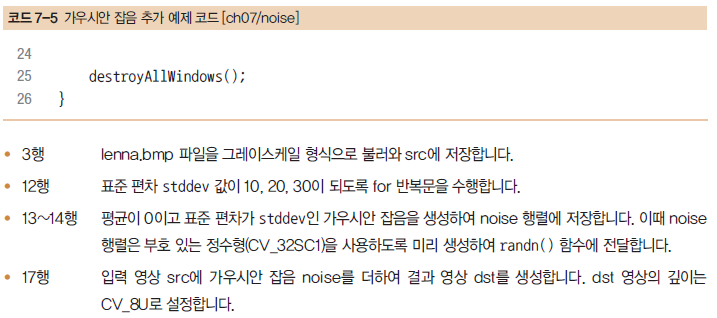 코드 7-5 가우시안 잡음 추가 예제 코드 [ch07/noise]
24
25 destroyAllWindows();
26 }
• 3행 lenna.bmp 파일을 그레이스케일 형식으로 불러와 src에 저장합니다.
• 12행 표준 편차 stddev 값이 10, 20, 30이 되도록 for 반복문을 수행합니다.
• 13~14행 평균이 0이고 표준 편차가 stddev인 가우시안 잡음을 생성하여 noise 행렬에 저장합니다. 이때 noise
행렬은 부호 있는 정수형(CV_32SC1)을 사용하도록 미리 생성하여 randn() 함수에 전달합니다.
• 17행 입력 영상 src에 가우시안 잡음 noise를 더하여 결과 영상 dst를 생성합니다. dst 영상의 깊이는
CV_8U로 설정합니다.